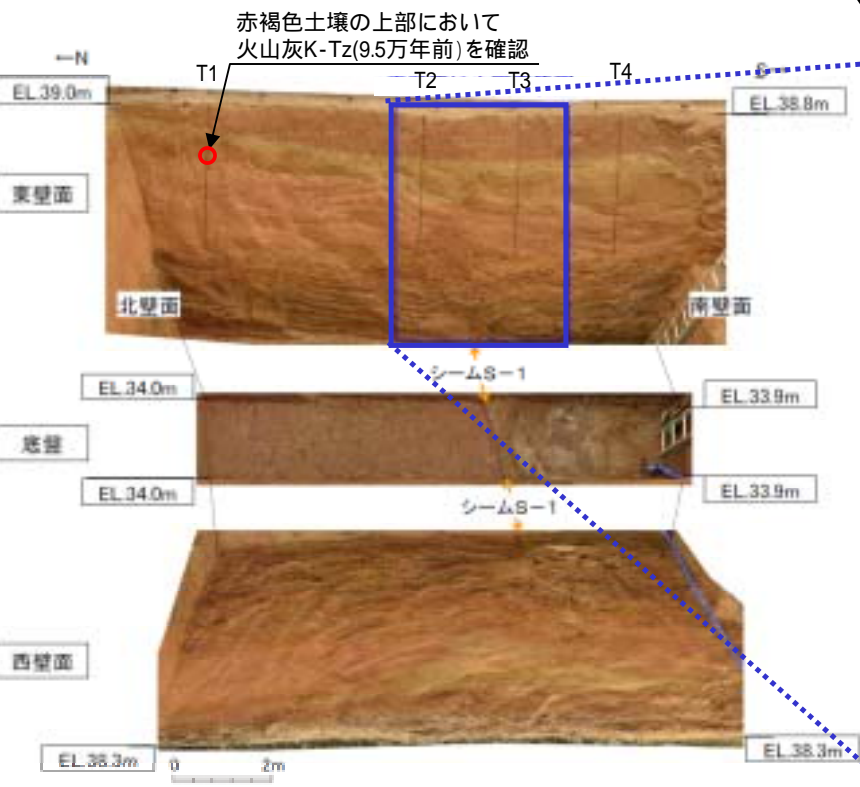 赤褐色土壌の上部において
火山灰K-Tz(9.5万年前)を確認
←N
T1
T2
T3
T4
S→
EL.39.0m
EL.38.8m
東壁面
北壁面
南壁面
シームS-1
EL.34.0m
EL.33.9m
底盤
EL.34.0m
EL.33.9m
シームS-1
西壁面
EL.38.3m
0 2m
EL.38.3m